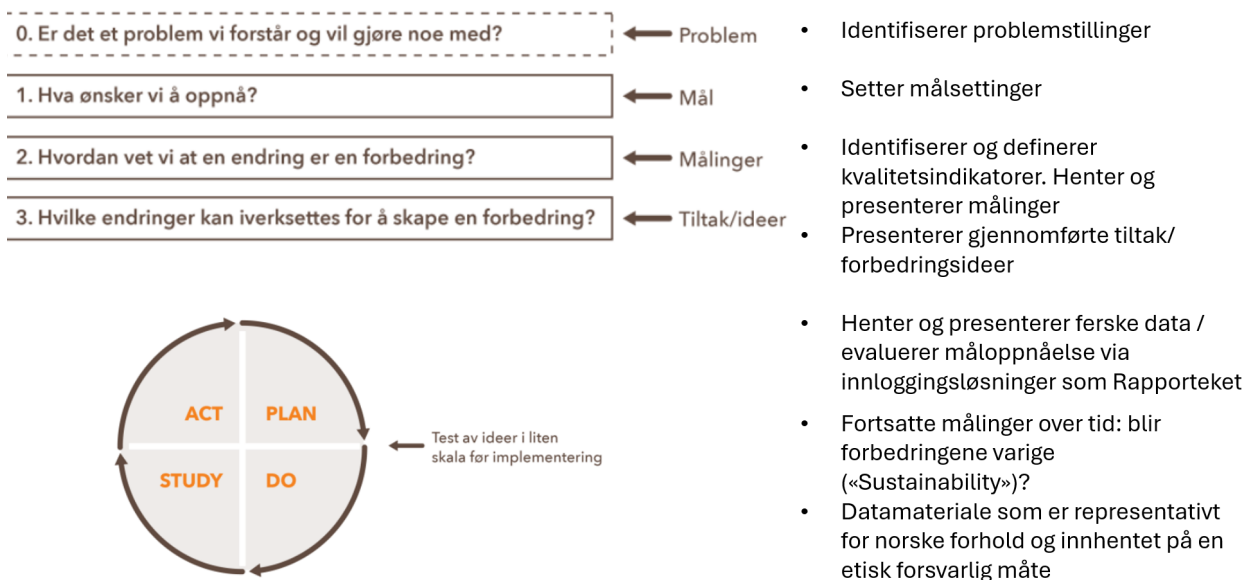 0. Er det et problem vi forstår og vil gjøre noe med?
Problem
1. Hva ønsker vi å oppnå?
Mål
2. Hvordan vet vi at en endring er en forbedring?
Målinger
3. Hvilke endringer kan iverksettes for å skape en forbedring?
Tiltak/ideer
ACT
PLAN
STUDY
DO
Test av ideer i liten
skala før implementering
• Identifiserer problemstillinger
• Setter målsettinger
• Identifiserer og definerer
kvalitetsindikatorer. Henter og
presenterer målinger
• Presenterer gjennomførte tiltak/
forbedringsideer
• Henter og presenterer ferske data /
evaluerer måloppnåelse via
innloggingsløsninger som Rapporteket
• Fortsatte målinger over tid: blir
forbedringene varige
(«Sustainability»)?
• Datamateriale som er representativt
for norske forhold og innhentet på en
etisk forsvarlig måte